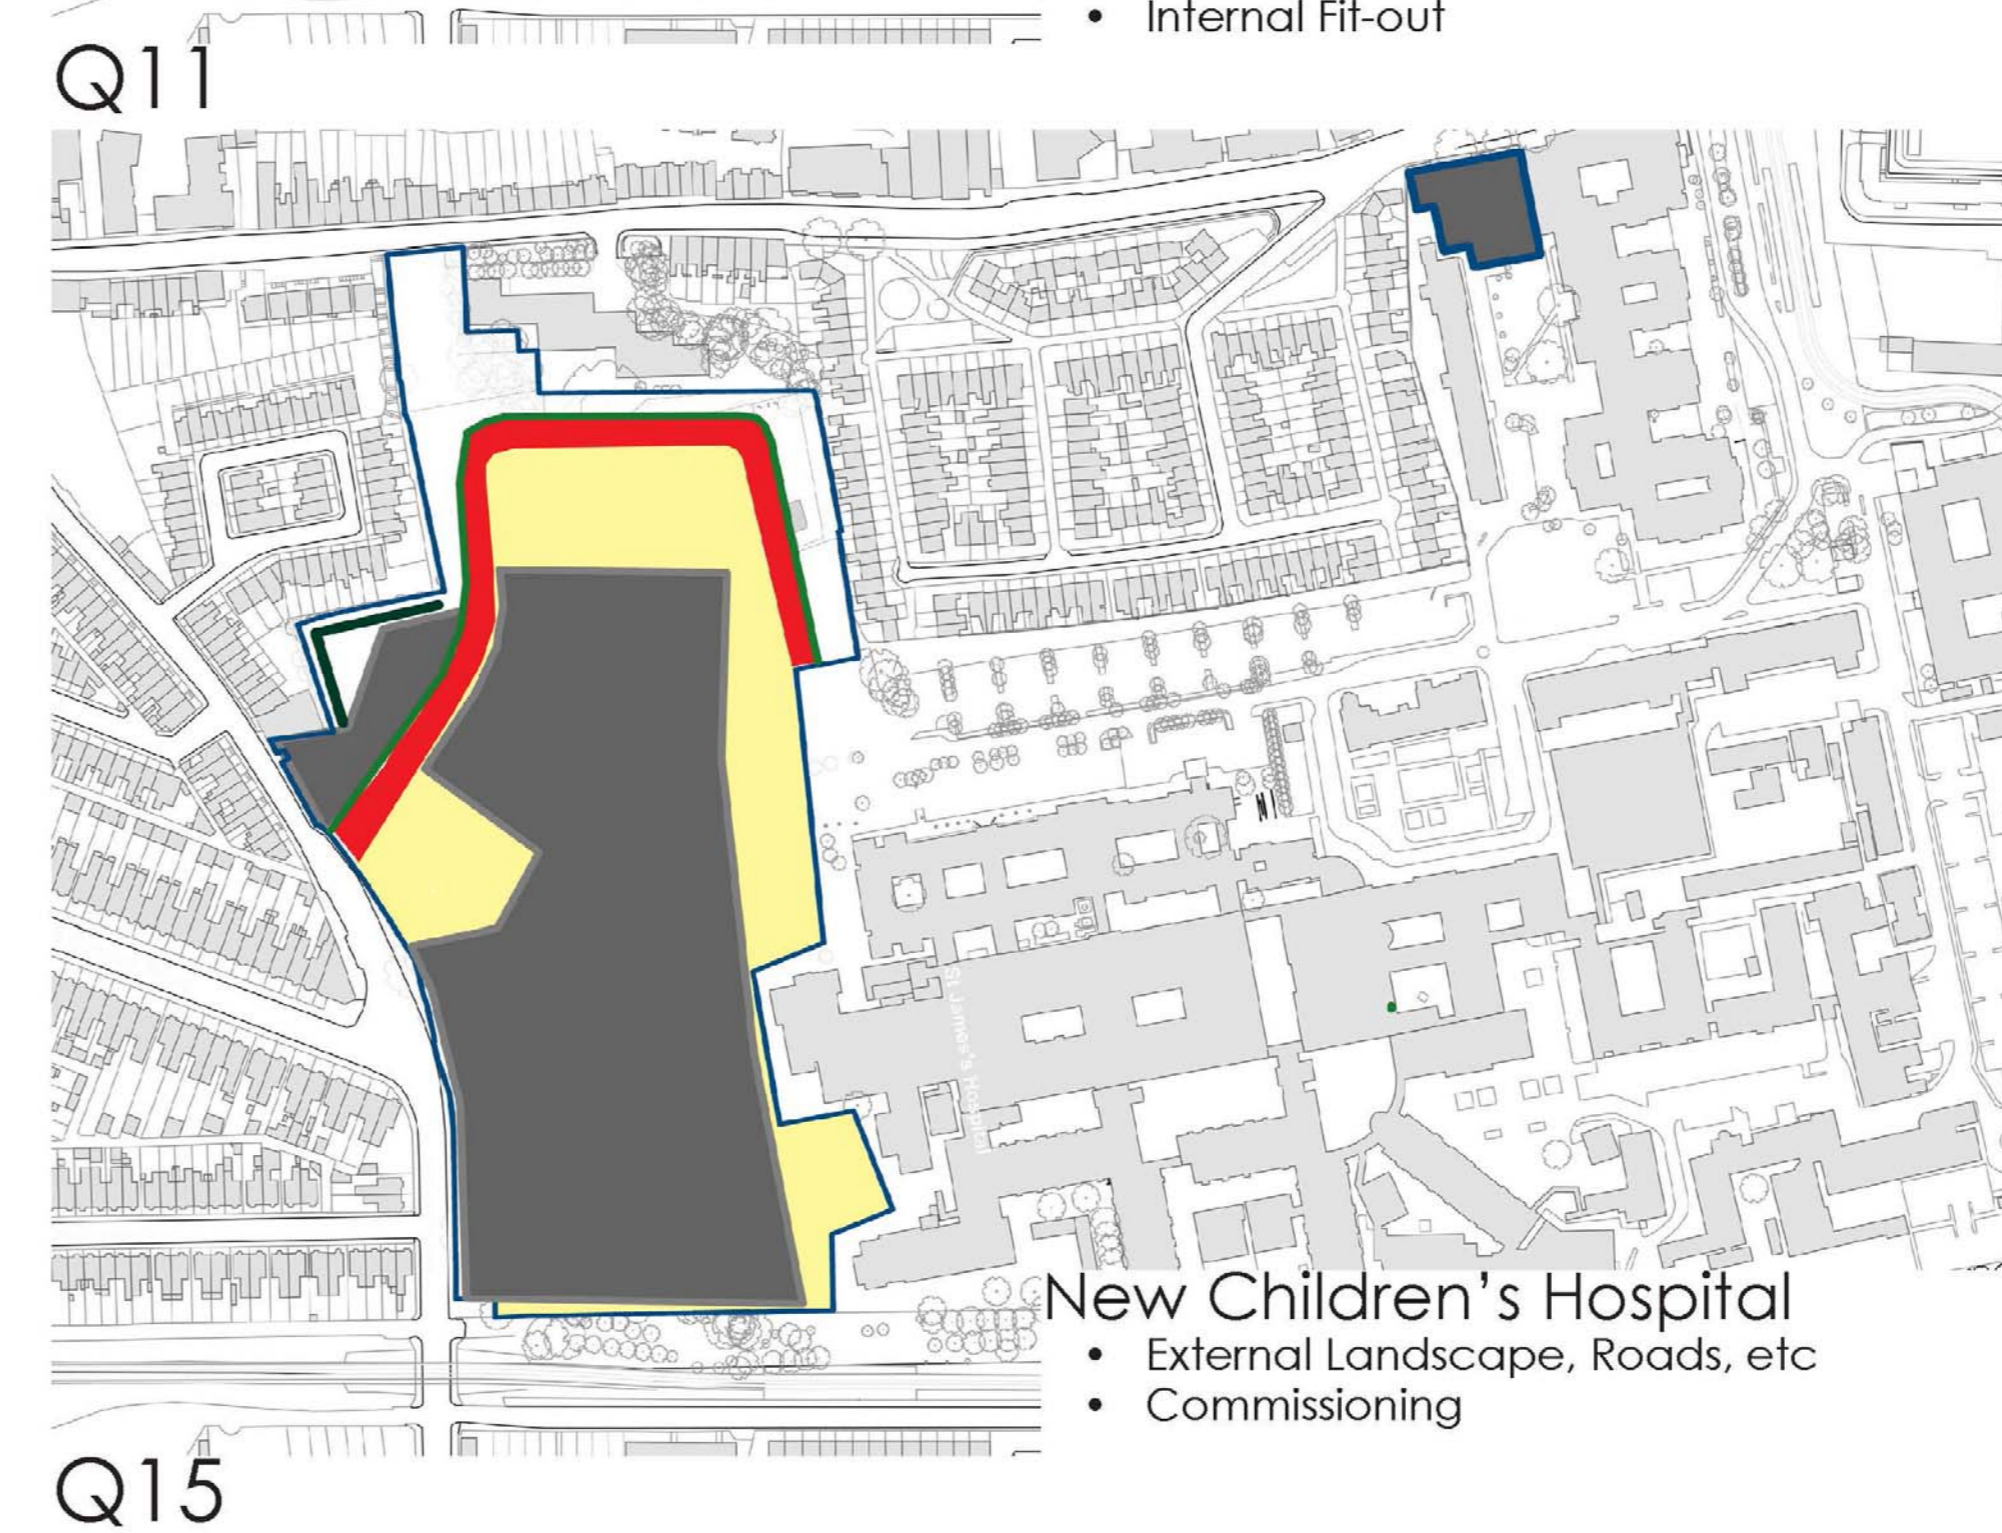 • Internal Fit-out
Q11
St James's Hospital
New Children's Hospital
• External Landscape, Roads, etc
• Commissioning
Q15